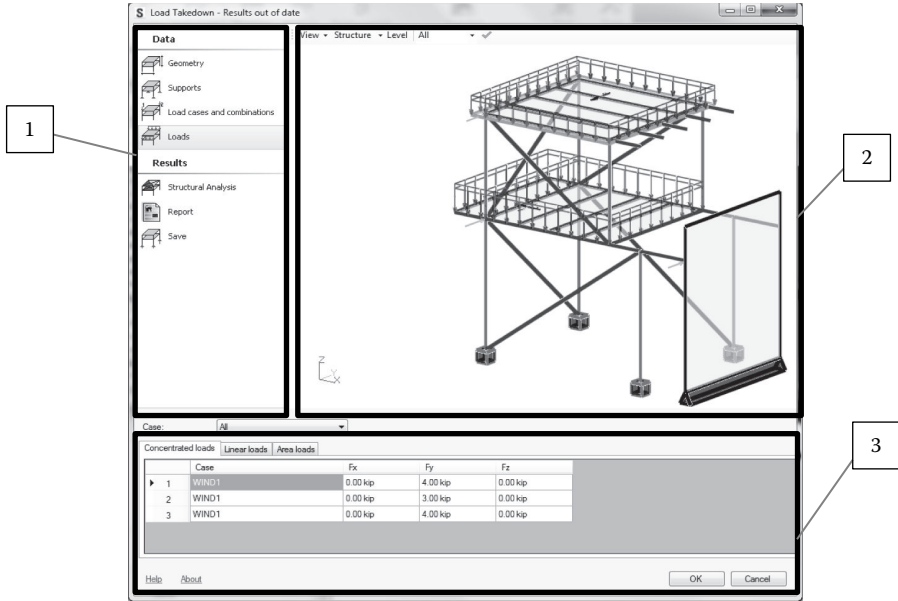 S Load Takedown - Results out of date
Data
Geometry
Supports
Load cases and combinations
Loads
Results
Structural Analysis
Report
Save
View Structure Level All
1
2
Z
X
Case: All
Concentrated loads Linear loads Area loads
Case Fx Fy Fz
1 WIND1 0.00 kip 4.00 kip 0.00 kip
2 WIND1 0.00 kip 3.00 kip 0.00 kip
3 WIND1 0.00 kip 4.00 kip 0.00 kip
3
Help About OK Cancel